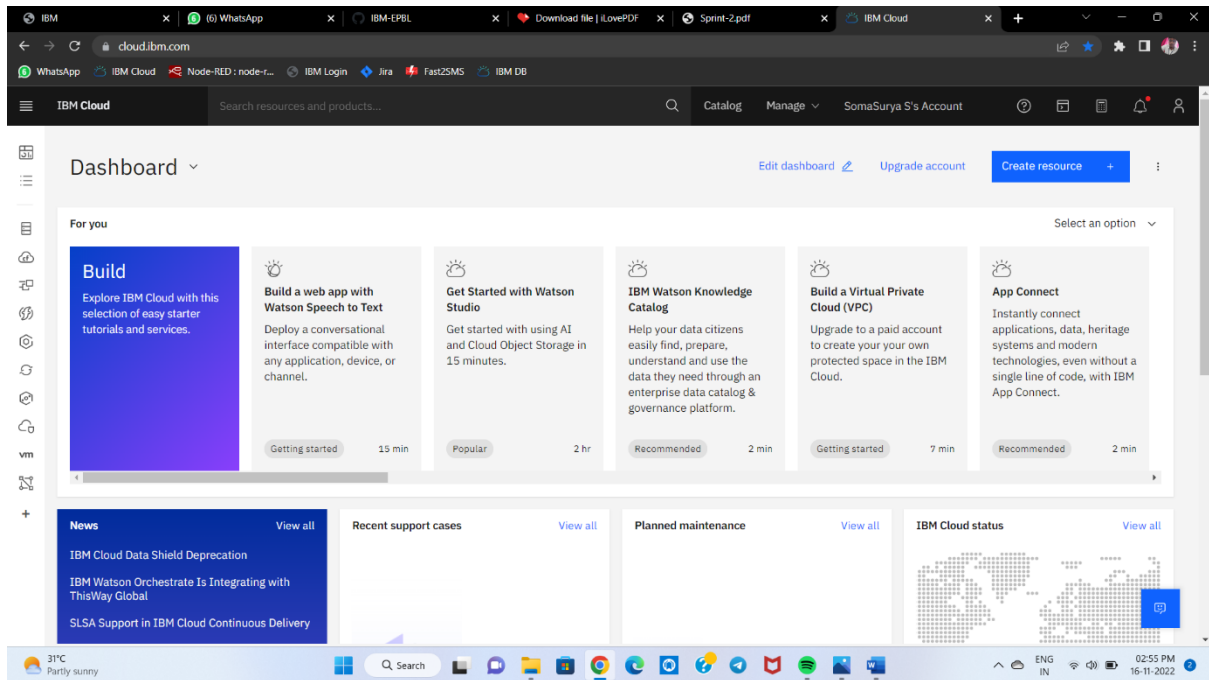 IBM
(6) WhatsApp
IBM-EPBL
Download file | iLovePDF
Sprint-2.pdf
IBM Cloud
cloud.ibm.com
WhatsApp
IBM Cloud
Node-RED : node-r...
IBM Login
Jira
Fast2SMS
IBM DB
IBM Cloud
Search resources and products...
Catalog
Manage
SomaSurya S's Account
Dashboard
Edit dashboard
Upgrade account
Create resource +
For you
Select an option
Build
Explore IBM Cloud with this
selection of easy starter
tutorials and services.
Build a web app with
Watson Speech to Text
Deploy a conversational
interface compatible with
any application, device, or
channel.
Getting started
15 min
Get Started with Watson
Studio
Get started with using AI
and Cloud Object Storage in
15 minutes.
Popular
2 hr
IBM Watson Knowledge
Catalog
Help your data citizens
easily find, prepare,
understand and use the
data they need through an
enterprise data catalog &
governance platform.
Recommended
2 min
Build a Virtual Private
Cloud (VPC)
Upgrade to a paid account
to create your your own
protected space in the IBM
Cloud.
Getting started
7 min
App Connect
Instantly connect
applications, data, heritage
systems and modern
technologies, even without a
single line of code, with IBM
App Connect.
Recommended
2 min
vm
News
View all
IBM Cloud Data Shield Deprecation
IBM Watson Orchestrate Is Integrating with
ThisWay Global
SLSA Support in IBM Cloud Continuous Delivery
Recent support cases
View all
Planned maintenance
View all
IBM Cloud status
View all
31°C
Partly sunny
Search
ENG
IN
02:55 PM
16-11-2022
2